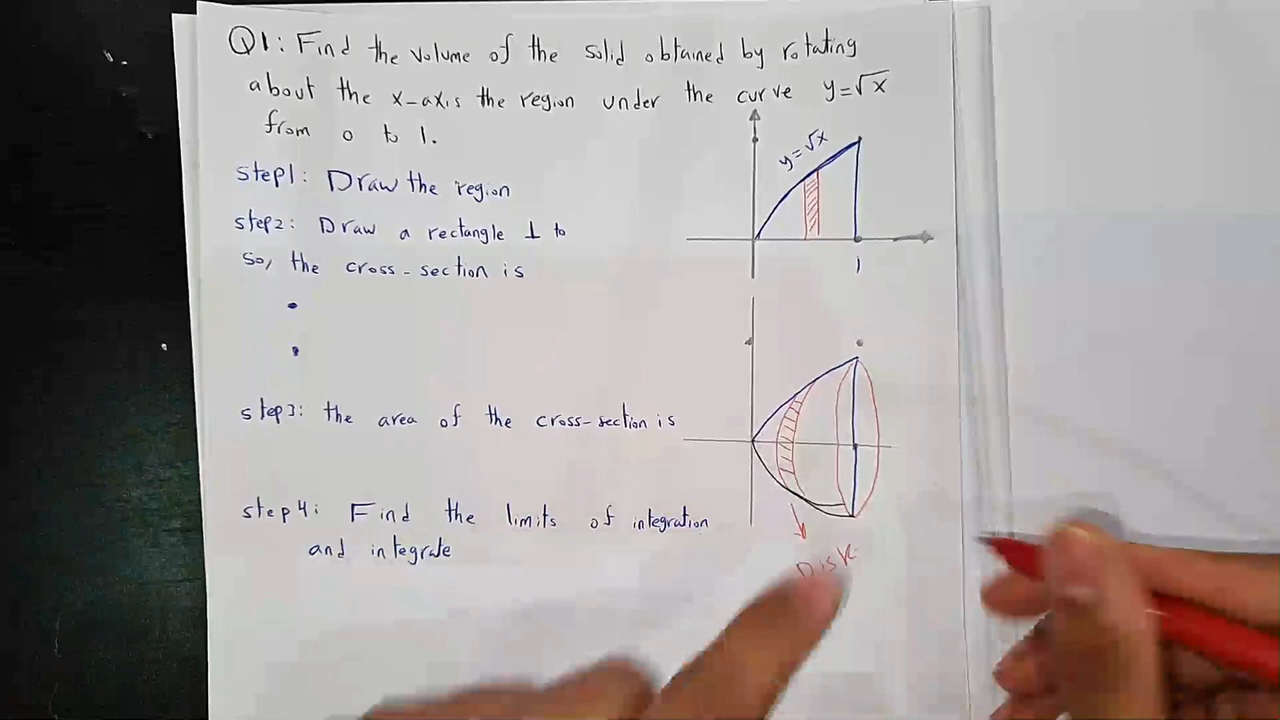 Q1: Find the volume of the solid obtained by rotating
about the x-axis the region under the curve y=√x
from 0 to 1.
y=√x
step1: Draw the region
step2: Draw a rectangle ⊥ to
So, the cross-section is
1
step3: the area of the cross-section is
step4: Find the limits of integration
and integrate
Disk